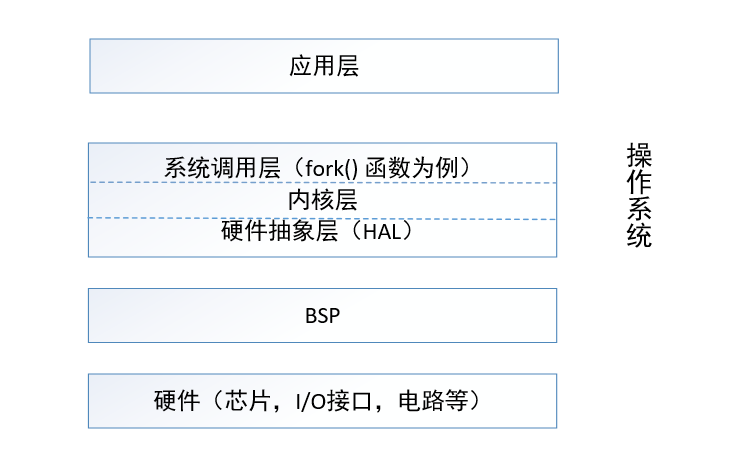 应用层
系统调用层（fork() 函数为例）
内核层
硬件抽象层（HAL）
操作系统
BSP
硬件（芯片，I/O接口，电路等）